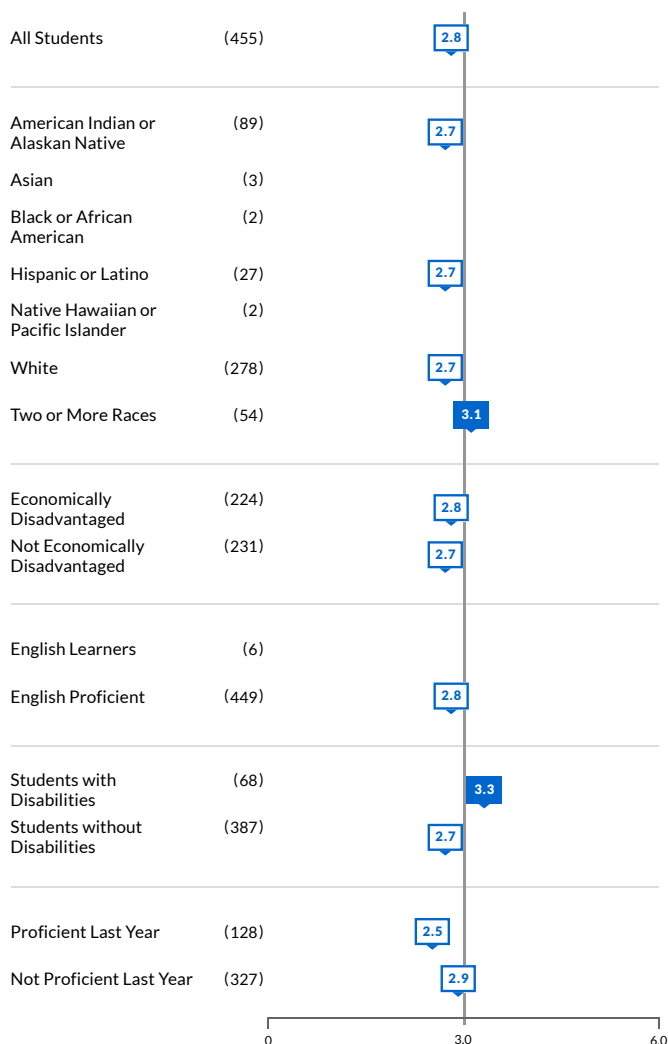 All Students (455) 2.8
American Indian or (89)
Alaskan Native 2.7
Asian (3)
Black or African (2)
American
Hispanic or Latino (27) 2.7
Native Hawaiian or (2)
Pacific Islander
White (278) 2.7
Two or More Races (54) 3.1
Economically (224) 2.8
Disadvantaged
Not Economically (231) 2.7
Disadvantaged
English Learners (6)
English Proficient (449) 2.8
Students with (68) 3.3
Disabilities
Students without (387) 2.7
Disabilities
Proficient Last Year (128) 2.5
Not Proficient Last Year (327) 2.9
0 3.0 6.0